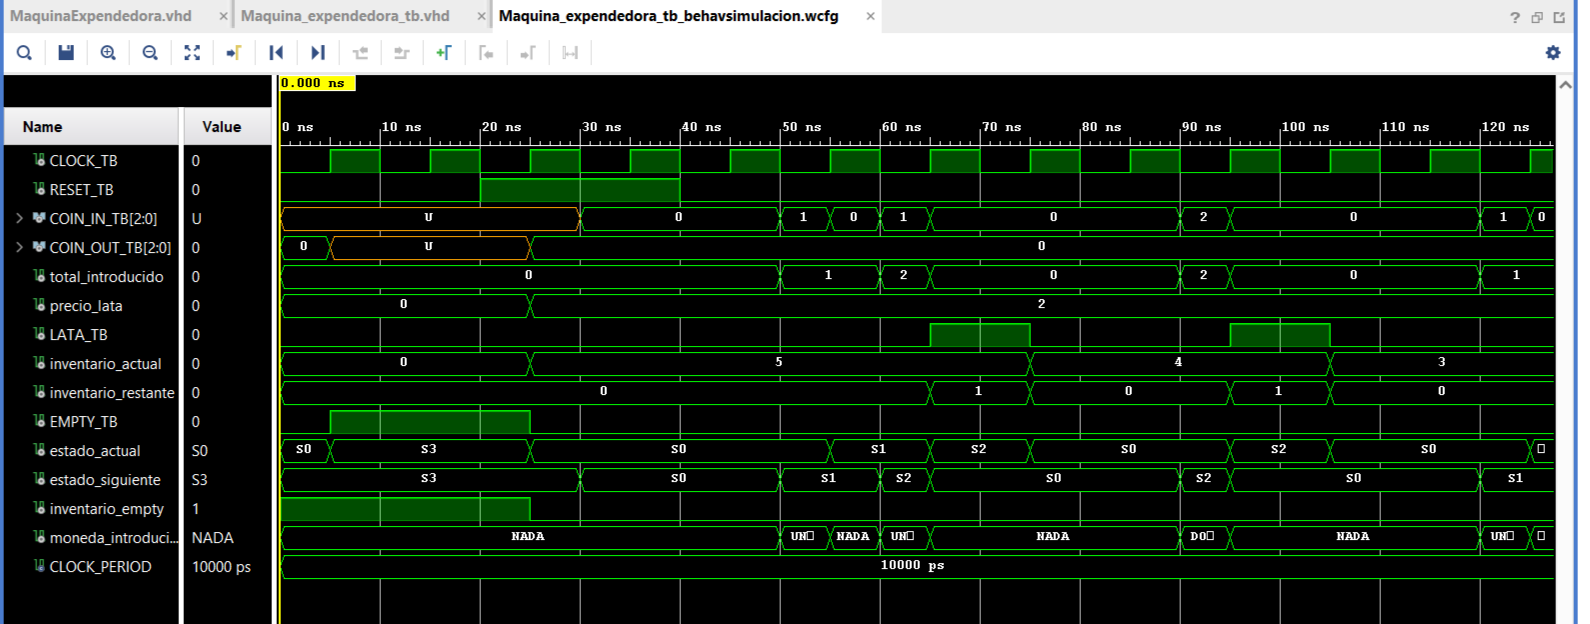 MaquinaExpendedora.vhd × Maquina_expendedora_tb.vhd × Maquina_expendedora_tb_behavsimulacion.wcfg ×
?
0.000 ns
Name Value
0 ns 10 ns 20 ns 30 ns 40 ns 50 ns 60 ns 70 ns 80 ns 90 ns 100 ns 110 ns 120 ns
CLOCK_TB 0
RESET_TB 0
COIN_IN_TB[2:0] U U 0 1 0 1 0 2 0 1 0
COIN_OUT_TB[2:0] 0 0 U 0
total_introducido 0 0 1 2 0 2 0 1
precio_lata 0 0 2
LATA_TB 0
inventario_actual 0 0 5 4 3
inventario_restante 0 0 1 0 1 0
EMPTY_TB 0
estado_actual S0 S0 S3 S0 S1 S2 S0 S2 S0
estado_siguiente S3 S3 S0 S1 S2 S0 S2 S0 S1
inventario_empty 1
moneda_introduci... NADA NADA UN NADA UN NADA DO NADA UN
CLOCK_PERIOD 10000 ps 10000 ps